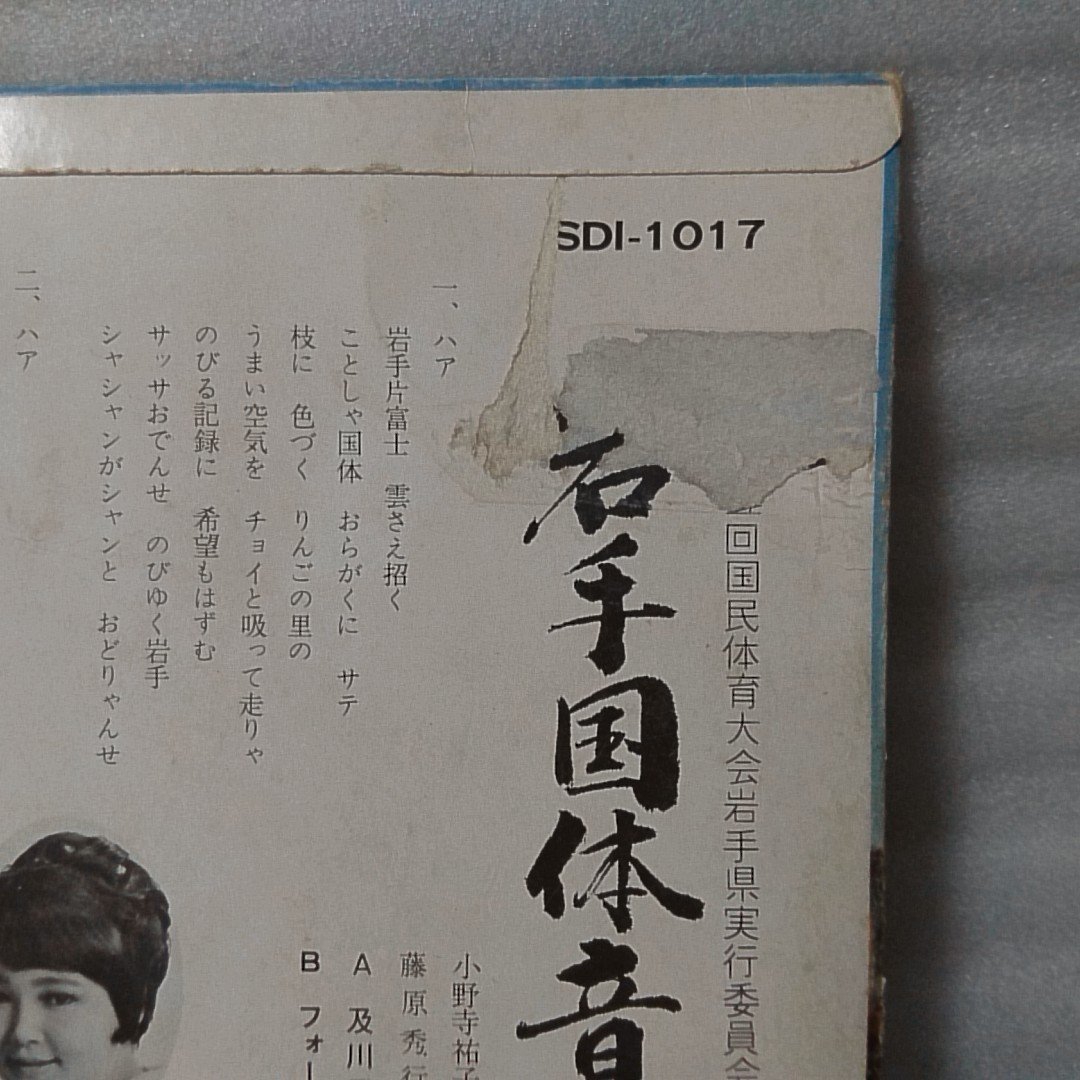 SDI-1017
回国民体育大会岩手県実行委員会
岩手国体音
小野寺祐子
藤原秀行
A 及川
B フォー
一、ハア
岩手片富士 雲さえ招く
ことしゃ国体 おらがくに サテ
枝に 色づく りんごの里の
うまい空気を チョイと吸って走りゃ
のびる記録に 希望もはずむ
サッサおでんせ のびゆく岩手
シャシャンがシャンと おどりゃんせ
二、ハア